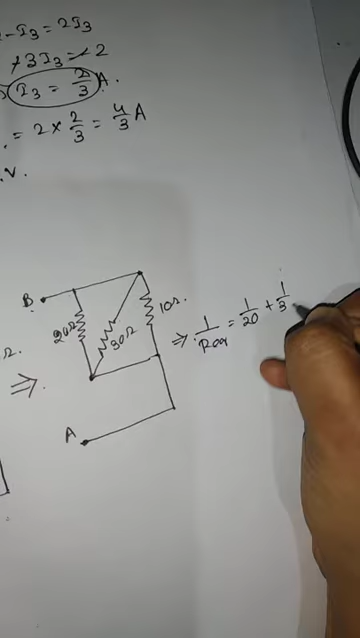 - I₃ = 2I₃
+3I₃ = 2
I₃ = 2/3 A.
= 2 × 2/3 = 4/3 A
.V.
B
20Ω
30Ω
10Ω.
⇒ 1/Req = 1/20 + 1/3
Ω.
⇒.
A